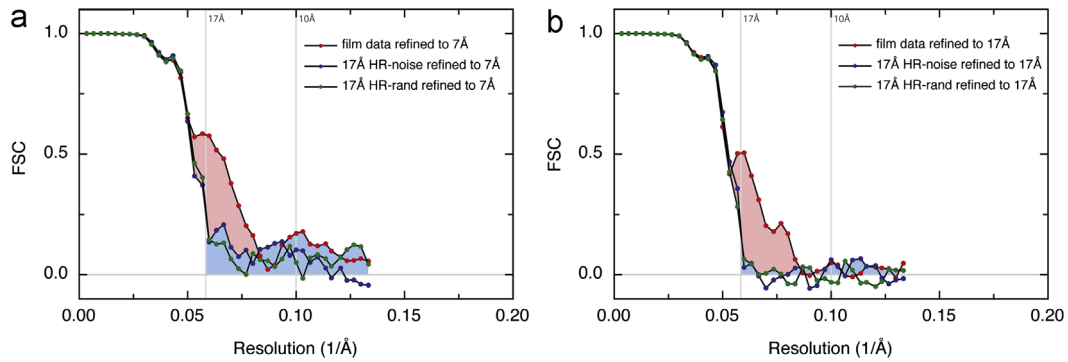 a
17Å
10Å
film data refined to 7Å
17Å HR-noise refined to 7Å
17Å HR-rand refined to 7Å
1.0
0.5
0.0
FSC
0.00
0.05
0.10
0.15
0.20
Resolution (1/Å)
b
17Å
10Å
film data refined to 17Å
17Å HR-noise refined to 17Å
17Å HR-rand refined to 17Å
1.0
0.5
0.0
FSC
0.00
0.05
0.10
0.15
0.20
Resolution (1/Å)